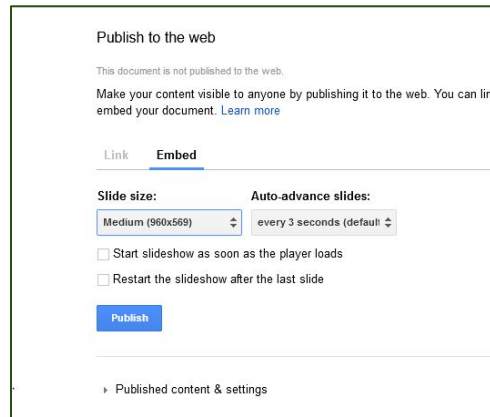 Publish to the web
This document is not published to the web.
Make your content visible to anyone by publishing it to the web. You can
embed your document. Learn more
Link Embed
Slide size: Auto-advance slides:
Medium (960x569) every 3 seconds
Start slideshow as soon as the player loads
Restart the slideshow after the last slide
Publish
Published content & settings